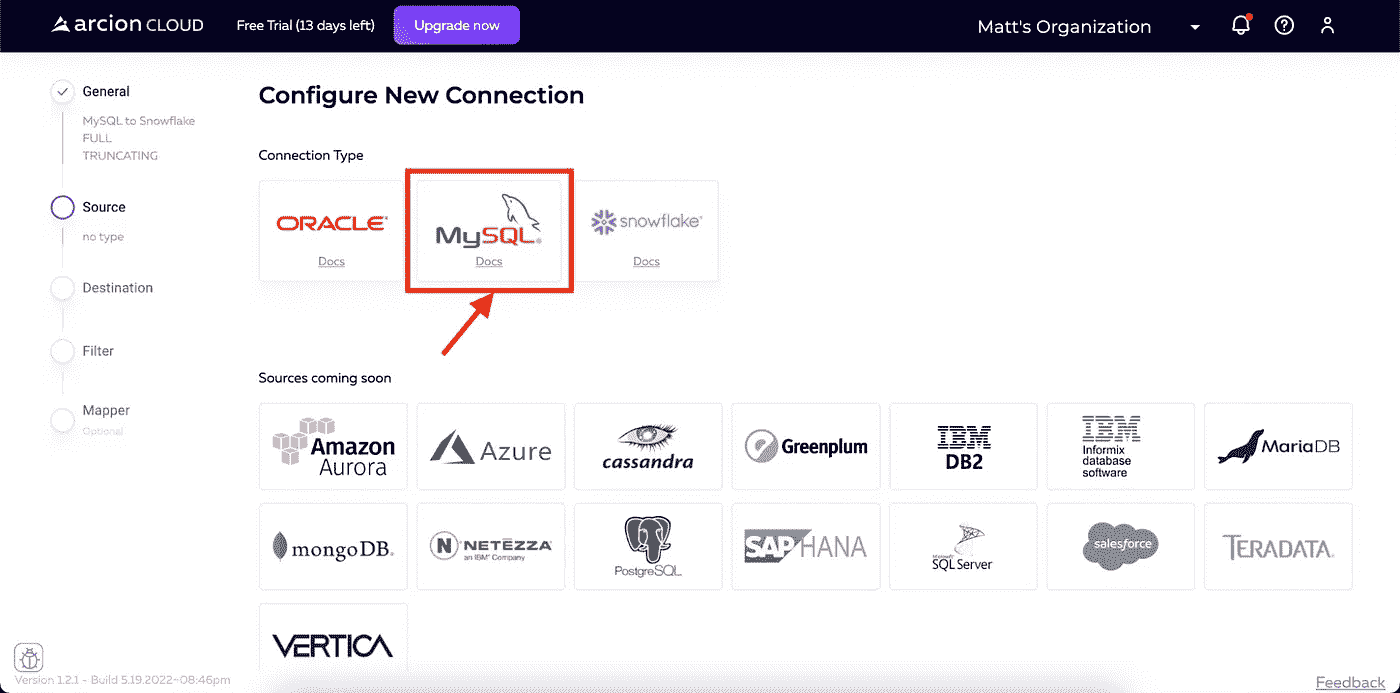 arcion CLOUD
Free Trial (13 days left)
Upgrade now
Matt's Organization
General
MySQL to Snowflake
FULL
TRUNCATING
Source
no type
Destination
Filter
Mapper
Optional
Configure New Connection
Connection Type
ORACLE
Docs
MySQL
Docs
snowflake
Docs
Sources coming soon
Amazon
Aurora
Azure
cassandra
Greenplum
IBM
DB2
IBM
Informix
database
software
MariaDB
mongoDB
N NETEZZA
an IBM Company
PostgreSQL
SAP HANA
Microsoft
SQL Server
salesforce
TERADATA
VERTICA
Version 1.2.1 - Build 5.19.2022~08:46pm
Feedback